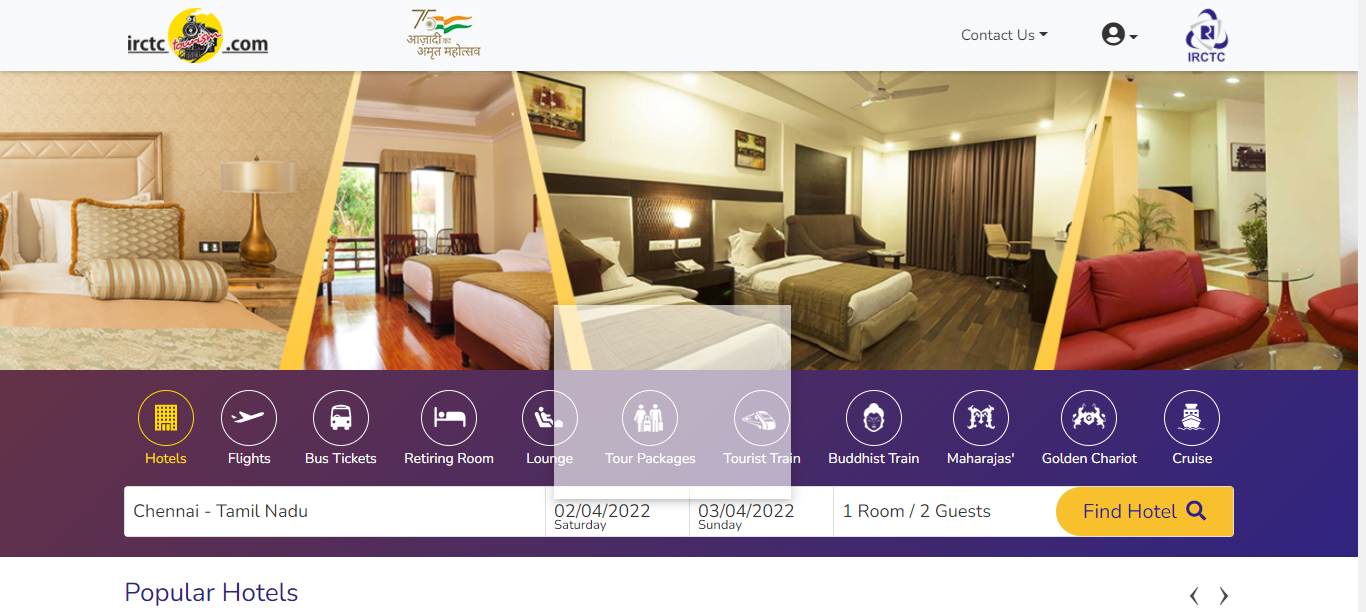 irctc tourism .com
75
आज़ादी का
अमृत महोत्सव
Contact Us
IRCTC
Hotels
Flights
Bus Tickets
Retiring Room
Lounge
Tour Packages
Tourist Train
Buddhist Train
Maharajas'
Golden Chariot
Cruise
Chennai - Tamil Nadu
02/04/2022
Saturday
03/04/2022
Sunday
1 Room / 2 Guests
Find Hotel
Popular Hotels